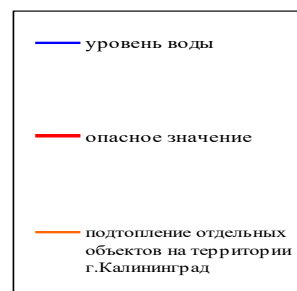 уровень воды
опасное значение
подтопление отдельных
объектов на территории
г.Калининград